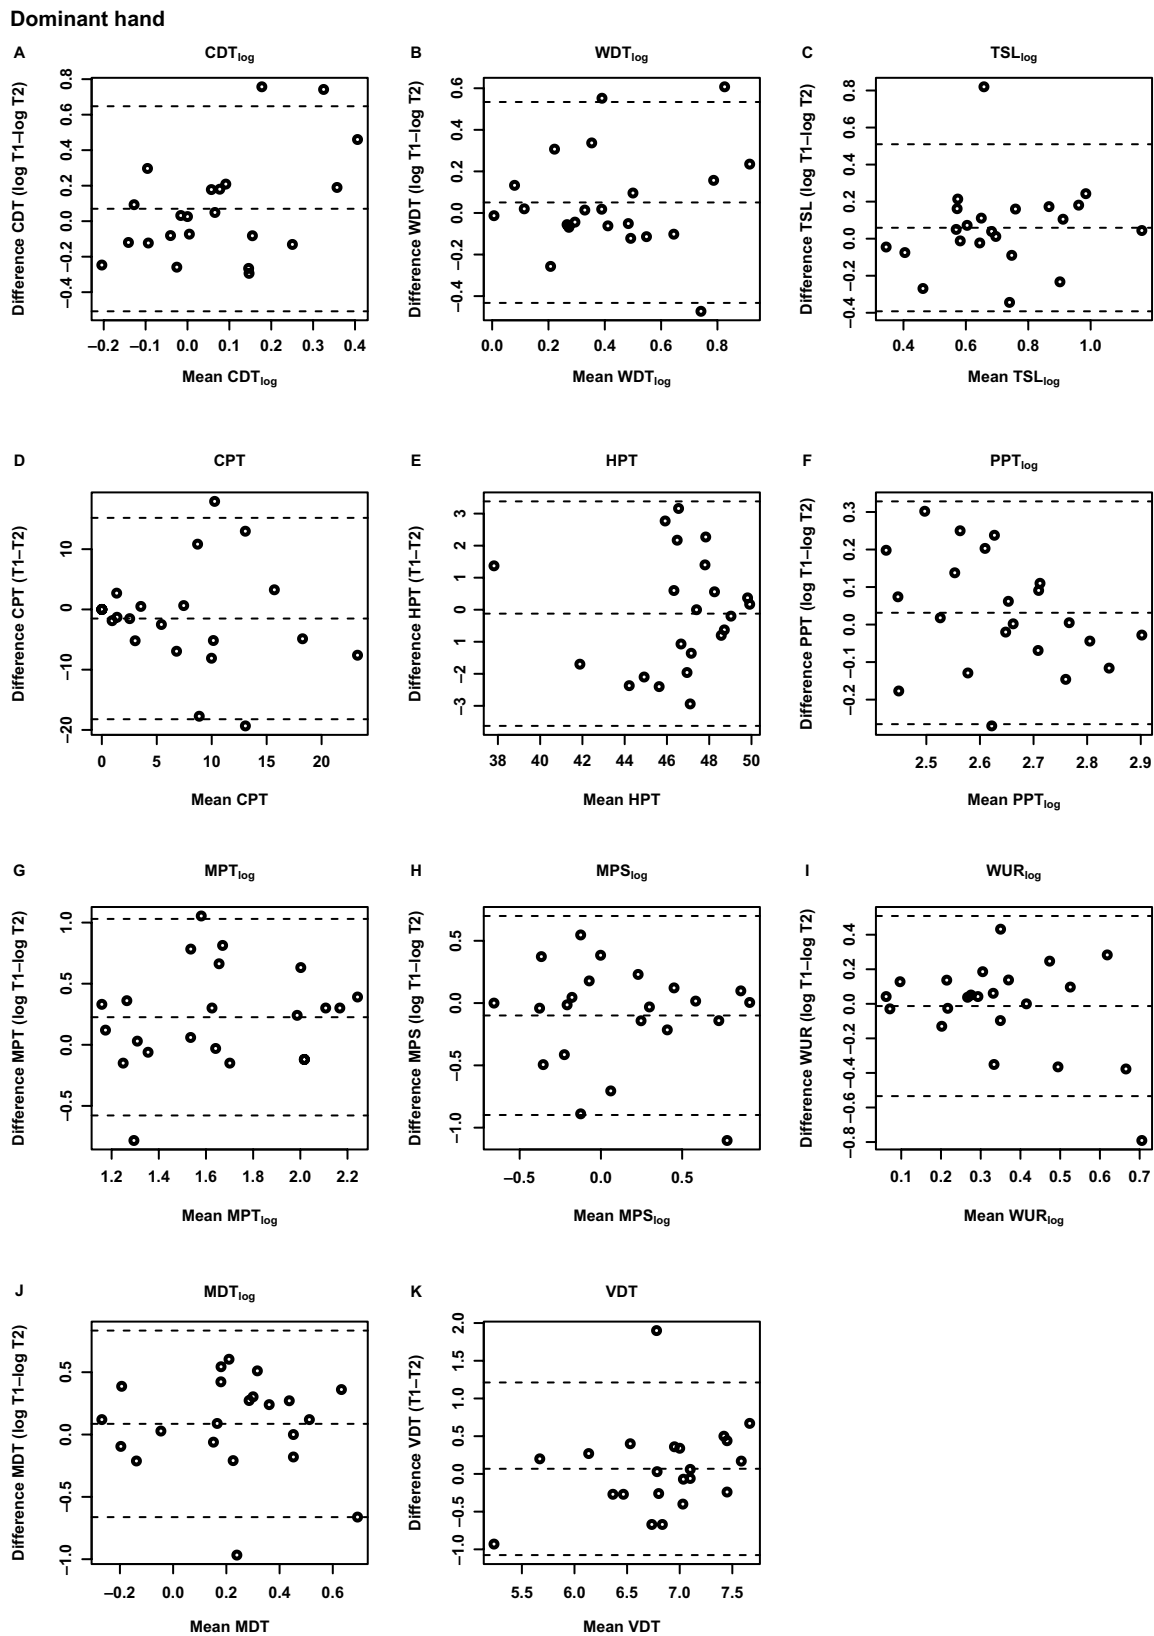 Dominant hand
A CDTlog
Difference CDT (log T1–log T2)
0.8
0.6
0.4
0.2
0.0
–0.2
–0.4
–0.2 –0.1 0.0 0.1 0.2 0.3 0.4
Mean CDTlog
B WDTlog
Difference WDT (log T1–log T2)
0.6
0.4
0.2
0.0
–0.2
–0.4
0.0 0.2 0.4 0.6 0.8
Mean WDTlog
C TSLlog
Difference TSL (log T1–log T2)
0.8
0.6
0.4
0.2
0.0
–0.2
–0.4
0.4 0.6 0.8 1.0
Mean TSLlog
D CPT
Difference CPT (T1–T2)
10
0
–10
–20
0 5 10 15 20
Mean CPT
E HPT
Difference HPT (T1–T2)
3
2
1
0
1
–2
–3
38 40 42 44 46 48 50
Mean HPT
F PPTlog
Difference PPT (log T1–log T2)
0.3
0.2
0.1
0.0
–0.1
–0.2
2.5 2.6 2.7 2.8 2.9
Mean PPTlog
G MPTlog
Difference MPT (log T1–log T2)
1.0
0.5
0.0
–0.5
1.2 1.4 1.6 1.8 2.0 2.2
Mean MPTlog
H MPSlog
Difference MPS (log T1–log T2)
0.5
0.0
–0.5
–1.0
–0.5 0.0 0.5
Mean MPSlog
I WURlog
Difference WUR (log T1–log T2)
0.4
0.2
0.0
–0.2
–0.4
–0.6
–0.8
0.1 0.2 0.3 0.4 0.5 0.6 0.7
Mean WURlog
J MDTlog
Difference MDT (log T1–log T2)
0.5
0.0
–0.5
–1.0
–0.2 0.0 0.2 0.4 0.6
Mean MDT
K VDT
Difference VDT (T1–T2)
2.0
1.5
1.0
0.5
0.0
–0.5
–1.0
5.5 6.0 6.5 7.0 7.5
Mean VDT